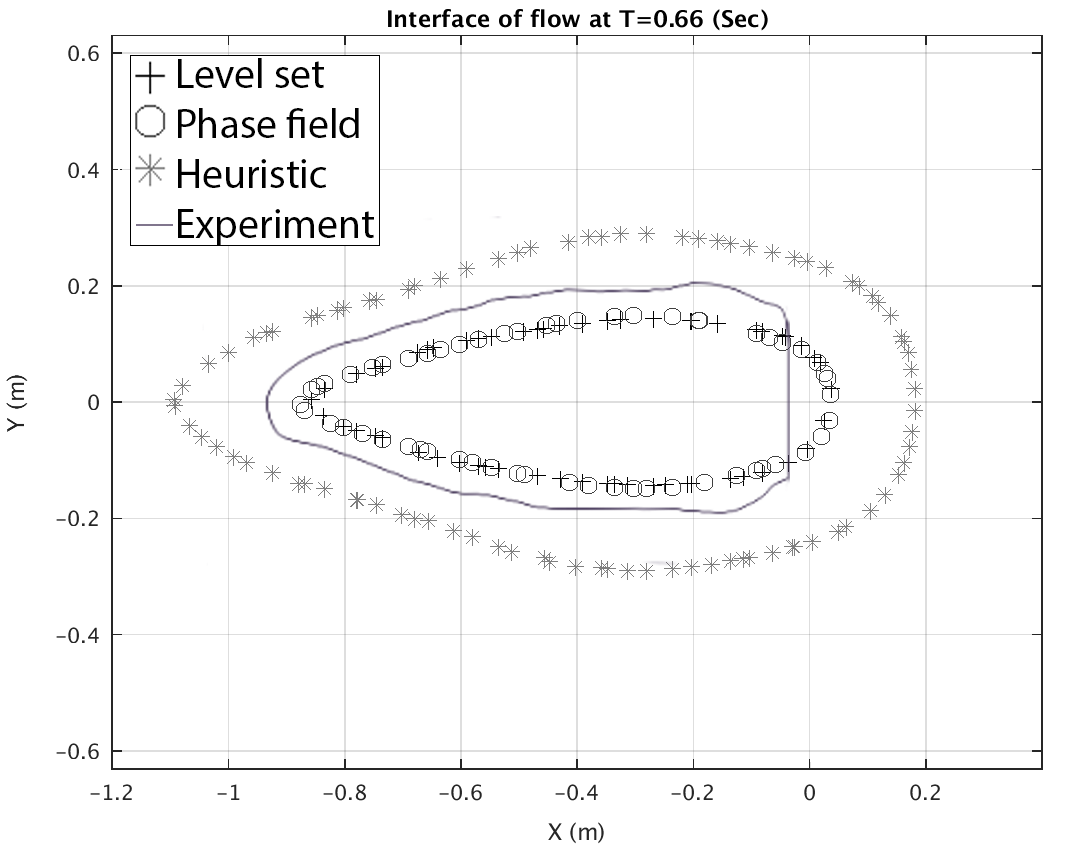 Interface of flow at T=0.66 (Sec)
0.6
Level set
Phase field
Heuristic
Experiment
0.4
0.2
0
−0.2
−0.4
−0.6
Y (m)
−1.2 −1 −0.8 −0.6 −0.4 −0.2 0 0.2
X (m)